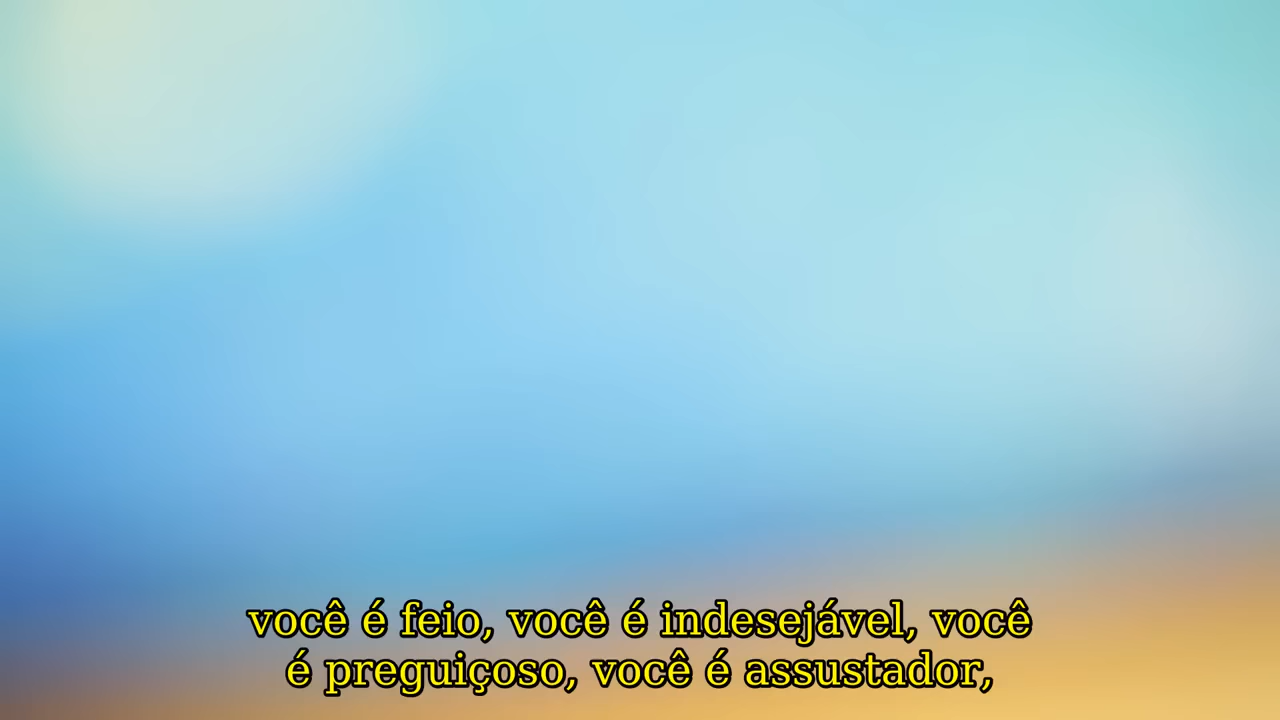 você é feio, você é indesejável, você
é preguiçoso, você é assustador,